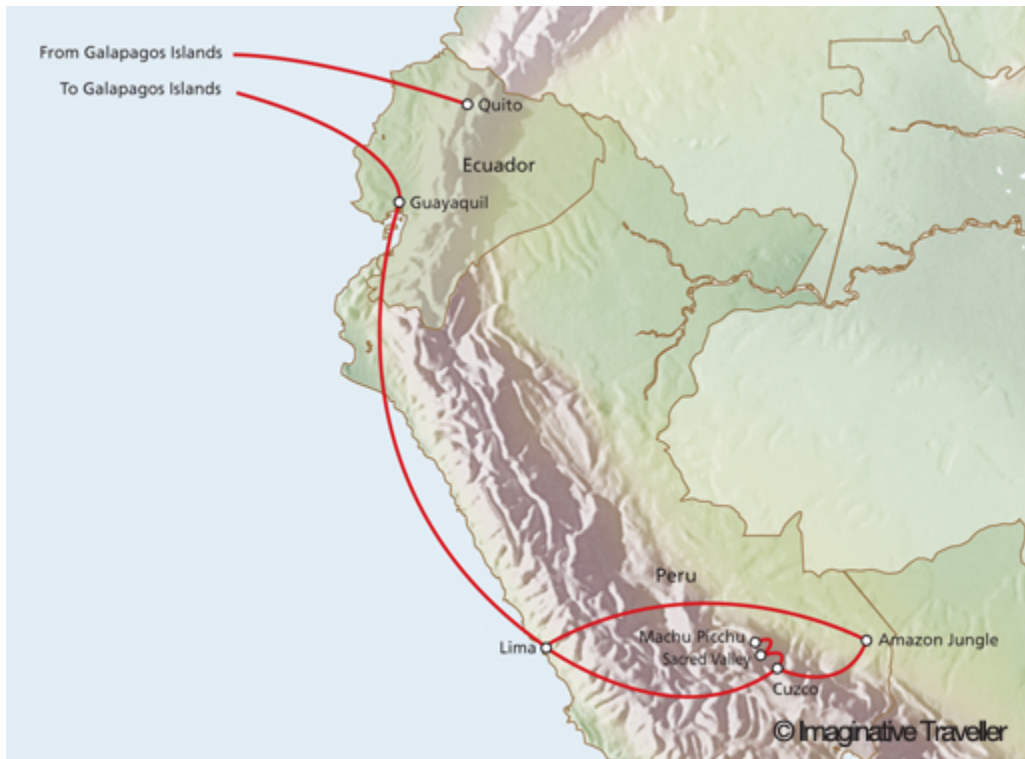 From Galapagos Islands
To Galapagos Islands
Quito
Ecuador
Guayaquil
Peru
Lima
Machu Picchu
Amazon Jungle
Sacred Valley
Cuzco
© Imaginative Traveller